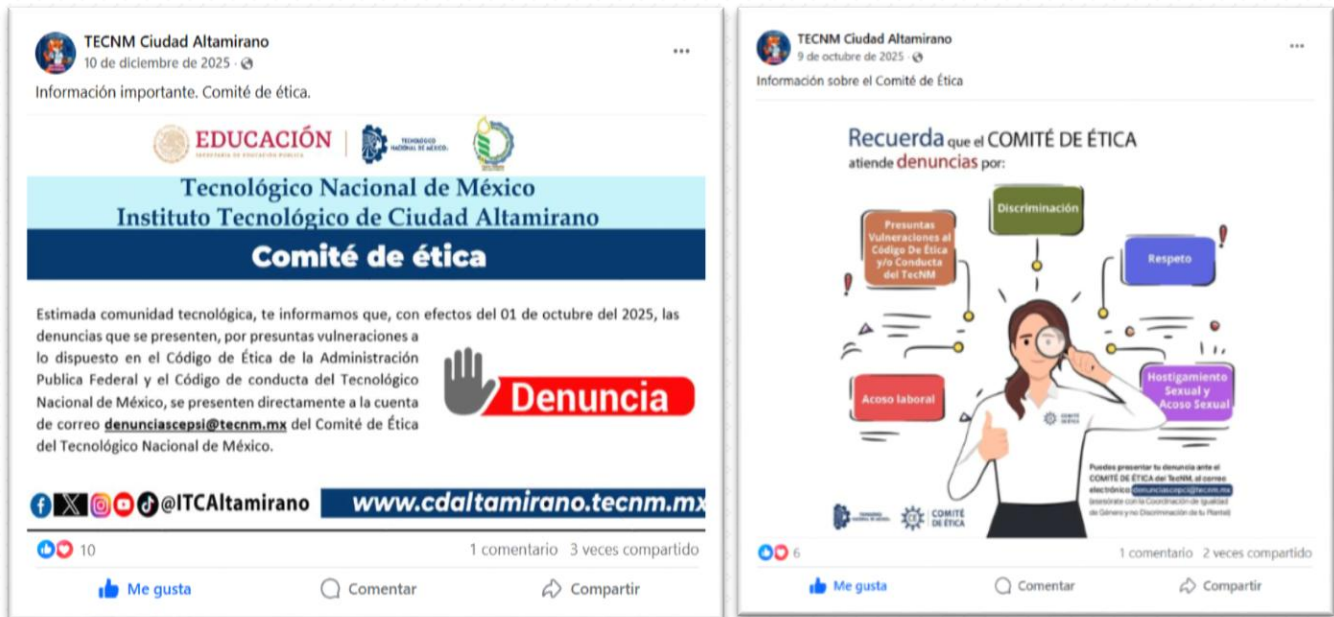 TECNM Ciudad Altamirano
10 de diciembre de 2025 ·
Información importante. Comité de ética.
EDUCACIÓN
SECRETARÍA DE EDUCACIÓN PÚBLICA
TECNOLÓGICO
NACIONAL DE MÉXICO
Tecnológico Nacional de México
Instituto Tecnológico de Ciudad Altamirano
Comité de ética
Estimada comunidad tecnológica, te informamos que, con efectos del 01 de octubre del 2025, las
denuncias que se presenten, por presuntas vulneraciones a
lo dispuesto en el Código de Ética de la Administración
Publica Federal y el Código de conducta del Tecnológico
Nacional de México, se presenten directamente a la cuenta
de correo denunciascepsi@tecnm.mx del Comité de Ética
del Tecnológico Nacional de México.
Denuncia
@ITCAltamirano
www.cdaltamirano.tecnm.mx
10
1 comentario 3 veces compartido
Me gusta
Comentar
Compartir
TECNM Ciudad Altamirano
9 de octubre de 2025 ·
Información sobre el Comité de Ética
Recuerda que el COMITÉ DE ÉTICA
atiende denuncias por:
Discriminación
Presuntas
Vulneraciones al
Código De Ética
y/o Conducta
del TecNM
Respeto
Acoso laboral
Hostigamiento
Sexual y
Acoso Sexual
Puedes presentar tu denuncia ante el
COMITÉ DE ÉTICA del TecNM, al correo
electrónico denunciascepci@tecnm.mx
(asesórate con la Coordinación de Igualdad
de Género y no Discriminación de tu Plantel)
COMITÉ
DE ÉTICA
6
1 comentario 2 veces compartido
Me gusta
Comentar
Compartir